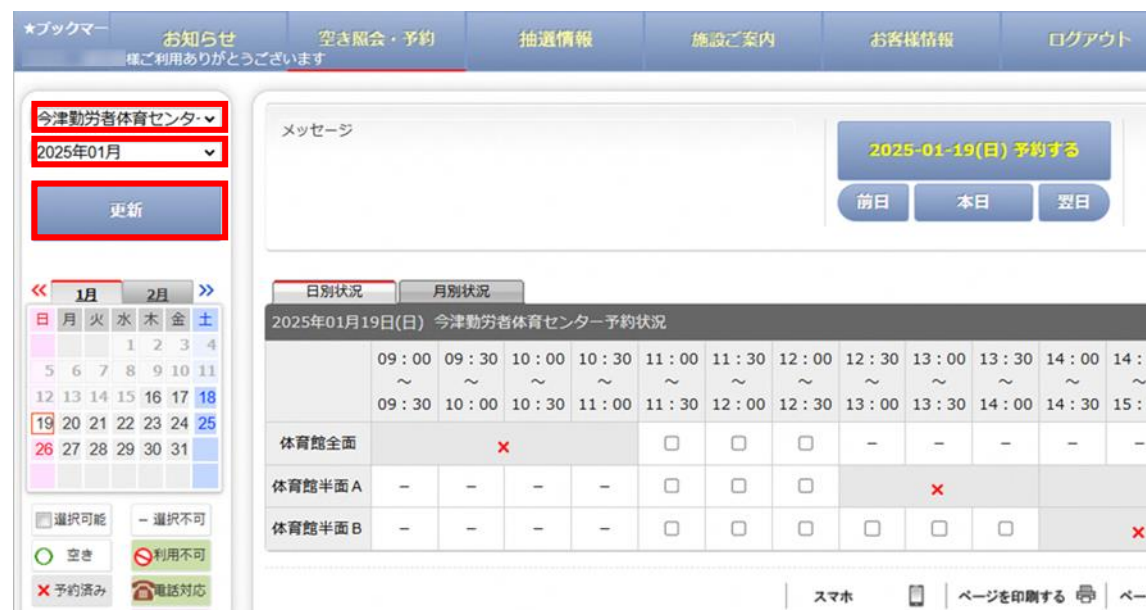 ★ブックマー
お知らせ
空き照会・予約
抽選情報
施設ご案内
お客様情報
ログアウト
様ご利用ありがとうございます
今津勤労者体育センタ-
2025年01月
更新
メッセージ
2025-01-19(日) 予約する
前日 本日 翌日
≪ 1月 2月 ≫
日 月 火 水 木 金 土
1 2 3 4
5 6 7 8 9 10 11
12 13 14 15 16 17 18
19 20 21 22 23 24 25
26 27 28 29 30 31
選択可能 － 選択不可
空き 利用不可
×予約済み 電話対応
日別状況 月別状況
2025年01月19日(日) 今津勤労者体育センター予約状況
09：00 09：30 10：00 10：30 11：00 11：30 12：00 12：30 13：00 13：30 14：00 14：
～ ～ ～ ～ ～ ～ ～ ～ ～ ～ ～ ～
09：30 10：00 10：30 11：00 11：30 12：00 12：30 13：00 13：30 14：00 14：30 15：
体育館全面 × □ □ □ － － － － －
体育館半面A － － － － □ □ □ ×
体育館半面B － － － － □ □ □ □ □ □ ×
スマホ ページを印刷する ペー